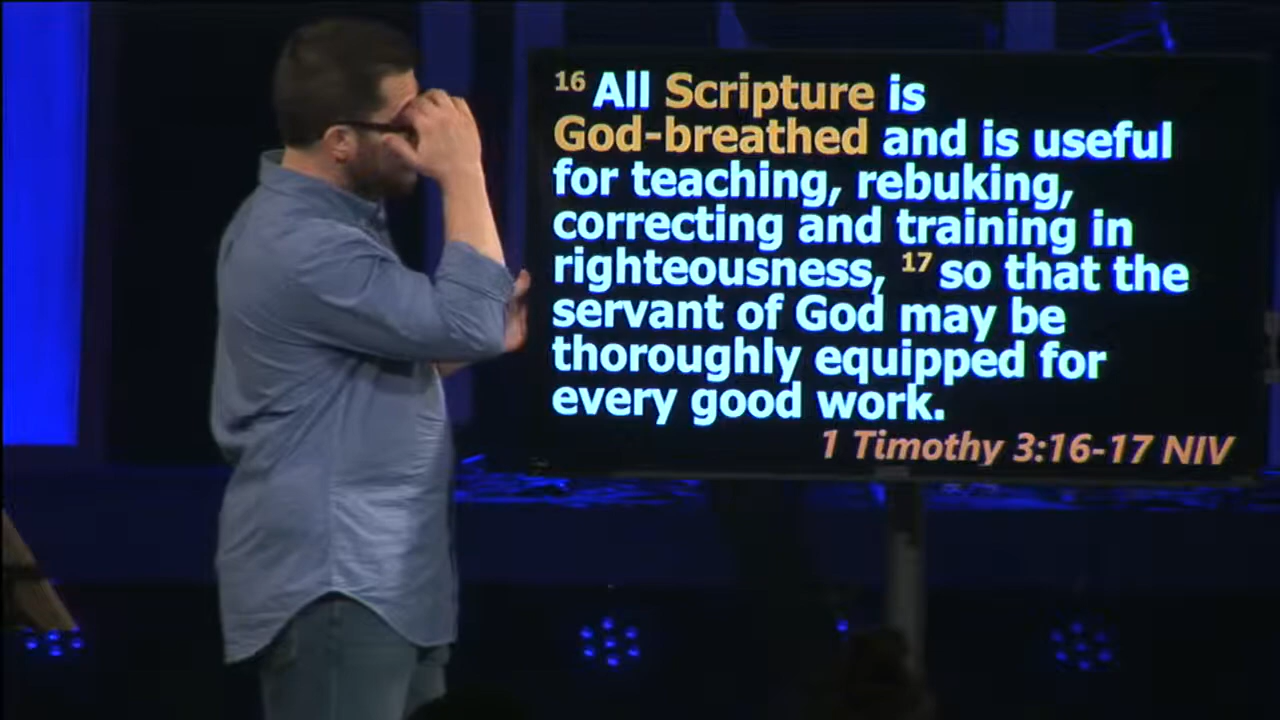 16 All Scripture is
God-breathed and is useful
for teaching, rebuking,
correcting and training in
righteousness, 17 so that the
servant of God may be
thoroughly equipped for
every good work.
1 Timothy 3:16-17 NIV